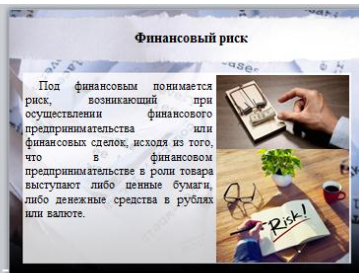 Финансовый риск
Под финансовым понимается
риск, возникающий при
осуществлении финансового
предпринимательства или
финансовых сделок, исходя из того,
что в финансовом
предпринимательстве в роли товара
выступают либо ценные бумаги,
либо денежные средства в рублях
или валюте.
Risk!